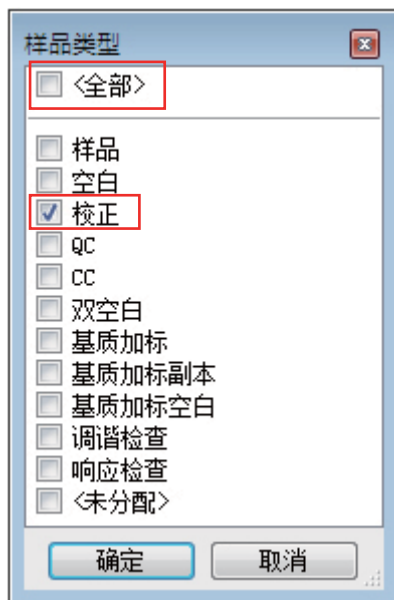 样品类型
<全部>
样品
空白
校正
QC
CC
双空白
基质加标
基质加标副本
基质加标空白
调谐检查
响应检查
<未分配>
确定
取消